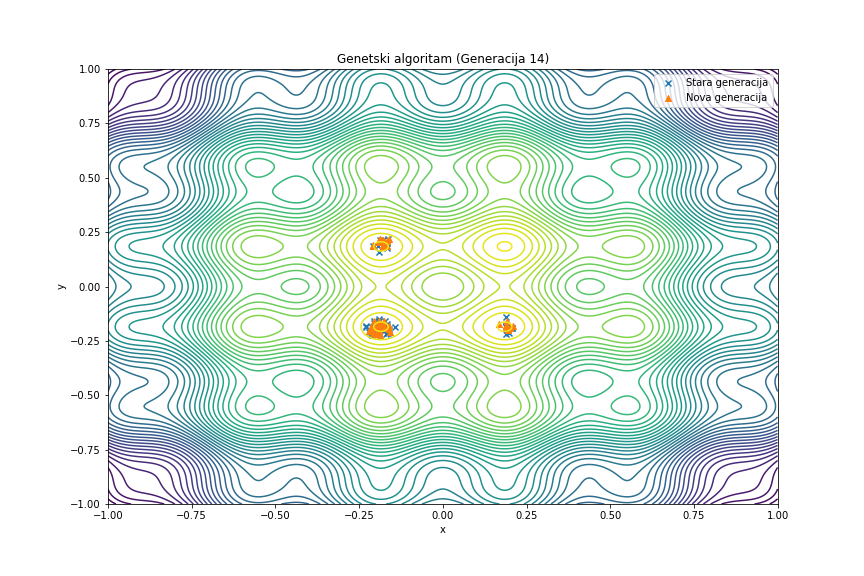 Genetski algoritam (Generacija 14)
Stara generacija
Nova generacija
1.00
0.75
0.50
0.25
0.00
−0.25
−0.50
−0.75
−1.00
y
−1.00 −0.75 −0.50 −0.25 0.00 0.25 0.50 0.75 1.00
x